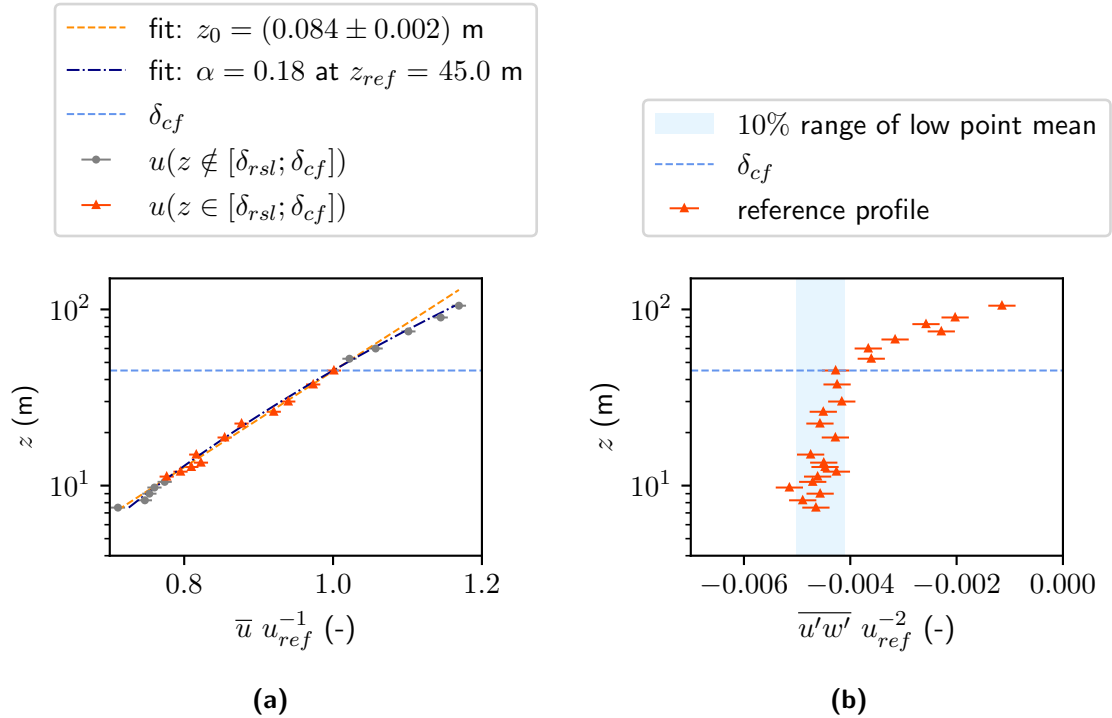 fit: z₀ = (0.084 ± 0.002) m
fit: α = 0.18 at z_ref = 45.0 m
δ_cf
u(z ∉ [δ_rsl; δ_cf])
u(z ∈ [δ_rsl; δ_cf])
10² 
10¹
z (m)
0.8 1.0 1.2
u̅ u_ref⁻¹ (-)
(a)
10% range of low point mean
δ_cf
reference profile
10²
10¹
z (m)
−0.006 −0.004 −0.002 0.000
u′w′̅ u_ref⁻² (-)
(b)